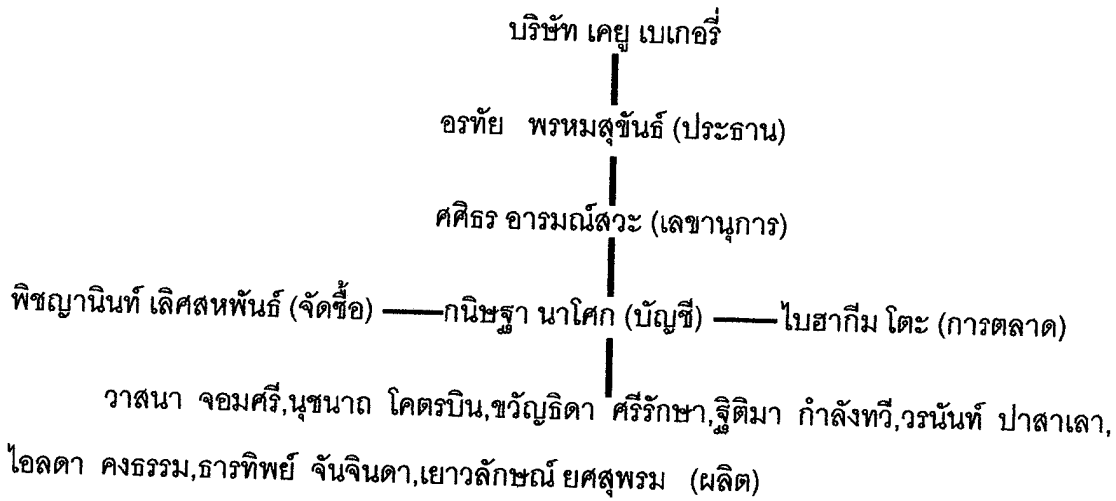 บริษัท เคยู เบเกอรี่
อรทัย พรหมสุขันธ์ (ประธาน)
ศศิธร อารมณ์สวะ (เลขานุการ)
พิชญานินท์ เลิศสหพันธ์ (จัดซื้อ) กนิษฐา นาโศก (บัญชี) ไบฮากีม โตะ (การตลาด)
วาสนา จอมศรี,นุชนาถ โคตรบิน,ขวัญธิดา ศรีรักษา,ฐิติมา กำลังทวี,วรนันท์ ปาสาเลา,
ไอลดา คงธรรม,ธารทิพย์ จันจินดา,เยาวลักษณ์ ยศสุพรม (ผลิต)